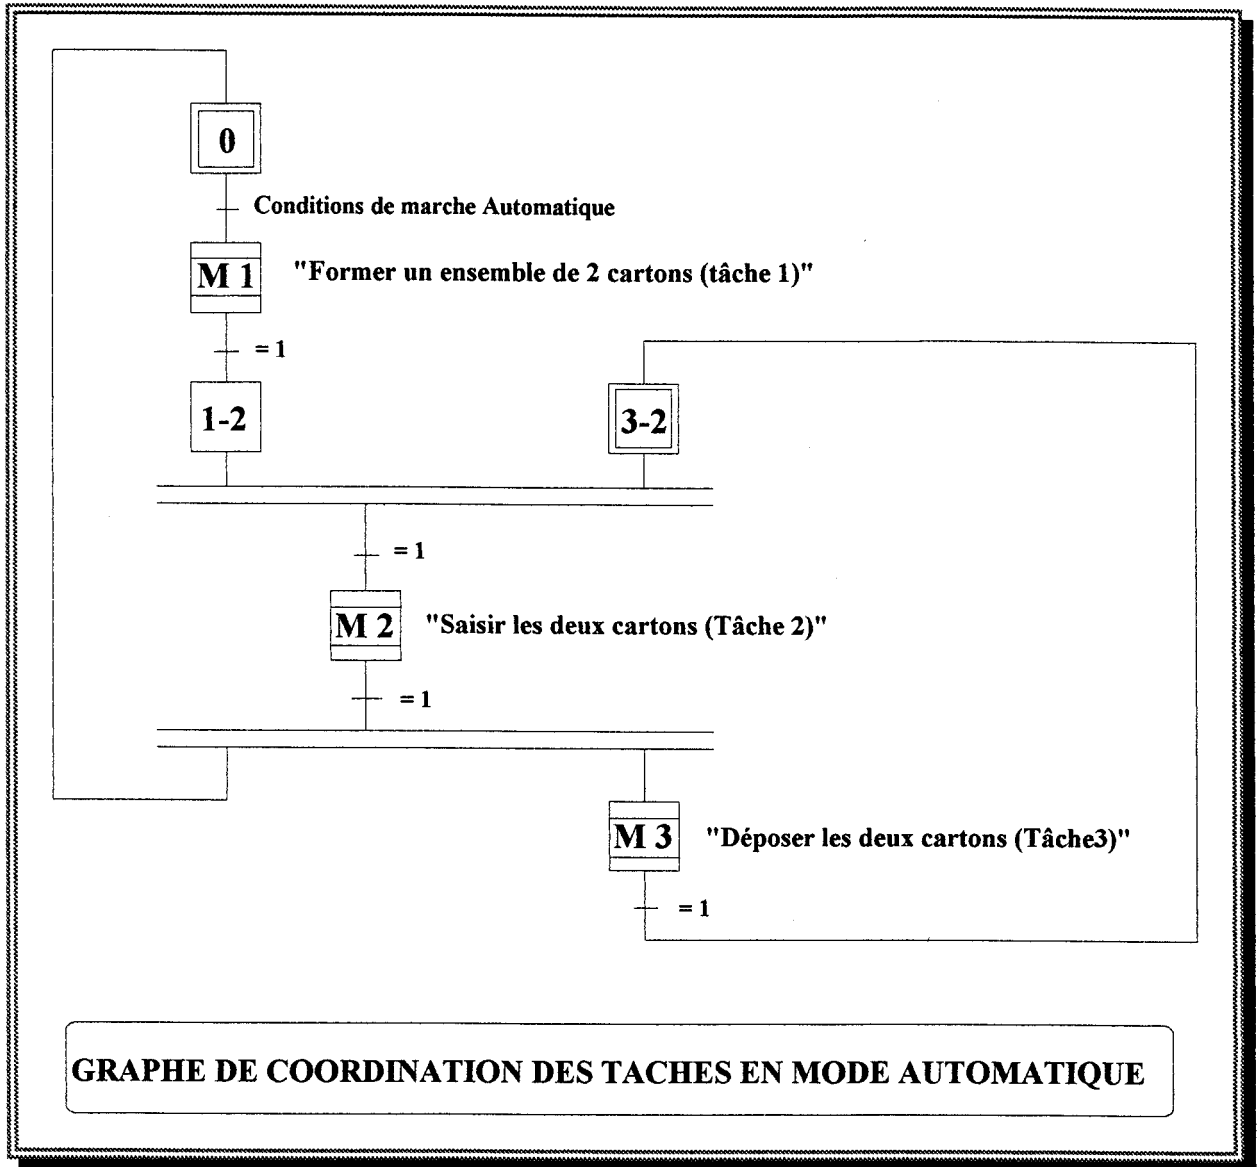 0
Conditions de marche Automatique
M 1 "Former un ensemble de 2 cartons (tâche 1)"
= 1
1-2
3-2
= 1
M 2 "Saisir les deux cartons (Tâche 2)"
= 1
M 3 "Déposer les deux cartons (Tâche3)"
= 1
GRAPHE DE COORDINATION DES TACHES EN MODE AUTOMATIQUE